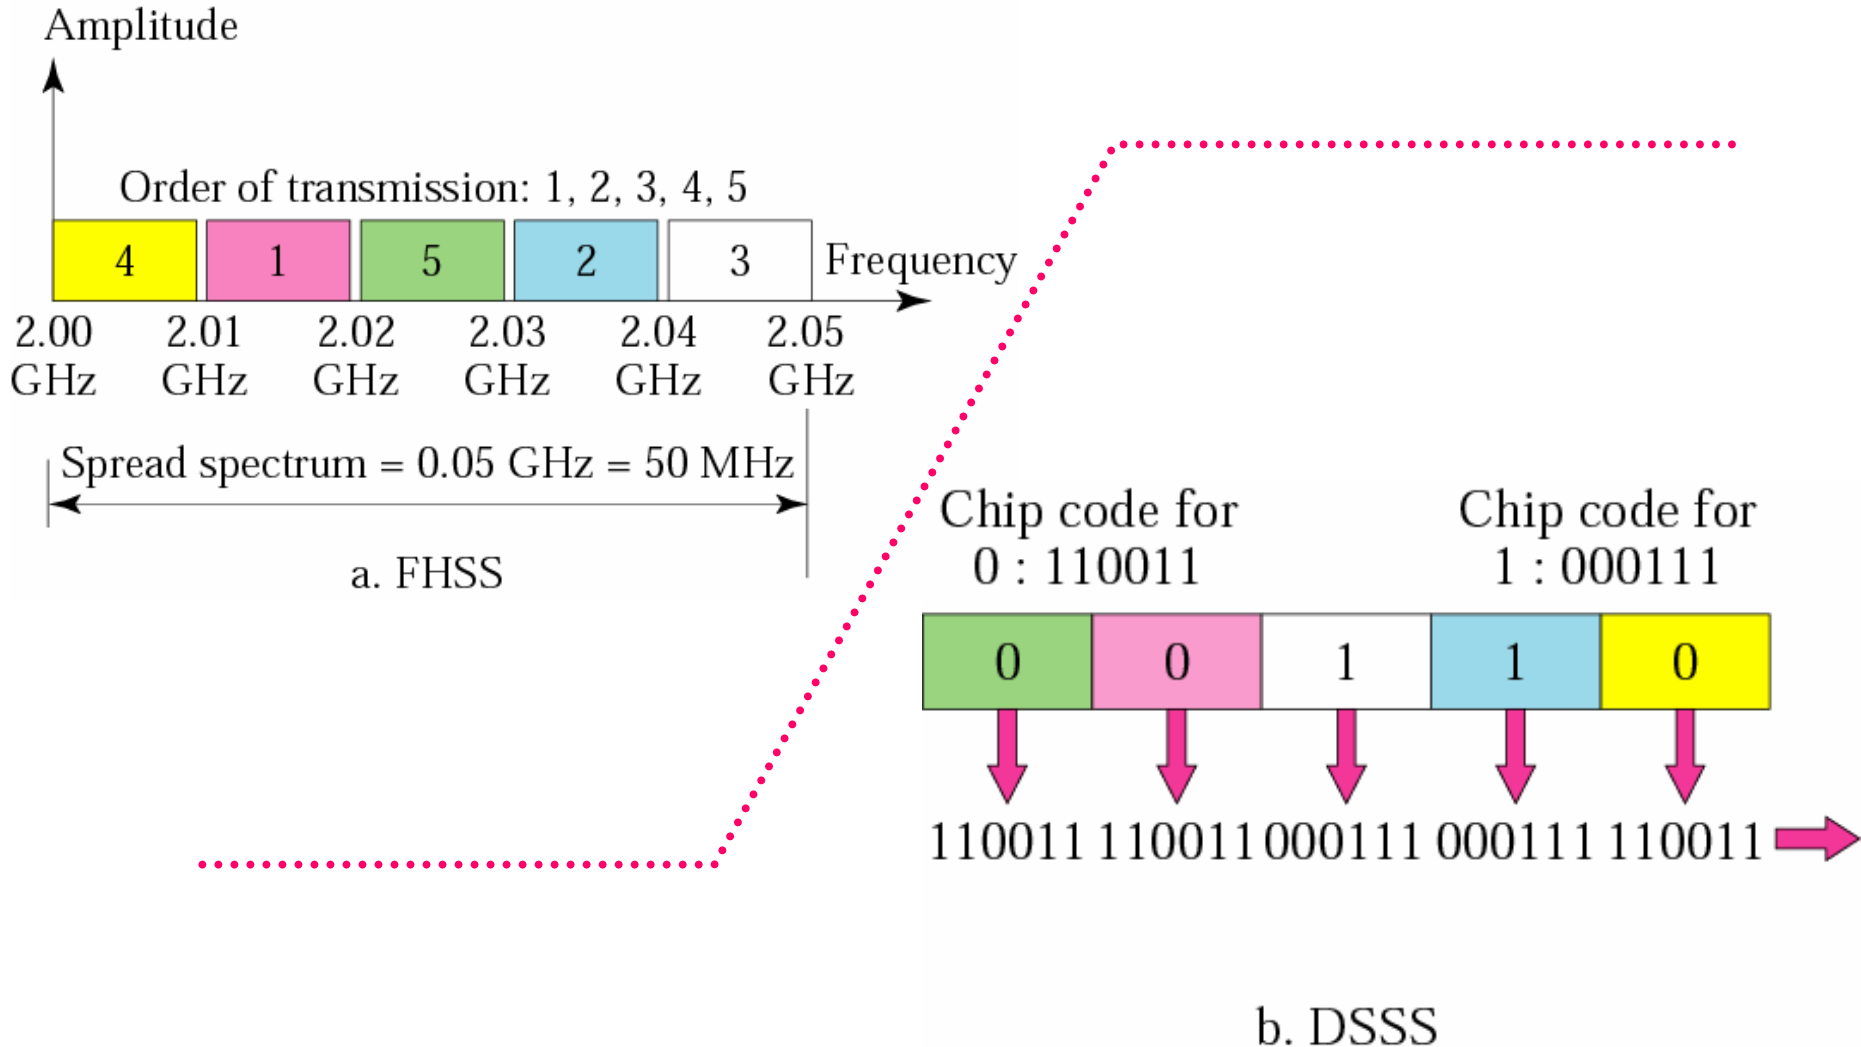 Amplitude
Order of transmission: 1, 2, 3, 4, 5
4 1 5 2 3 Frequency
2.00 2.01 2.02 2.03 2.04 2.05
GHz GHz GHz GHz GHz GHz
Spread spectrum = 0.05 GHz = 50 MHz
a. FHSS
Chip code for
0 : 110011
Chip code for
1 : 000111
0 0 1 1 0
110011 110011 000111 000111 110011
b. DSSS